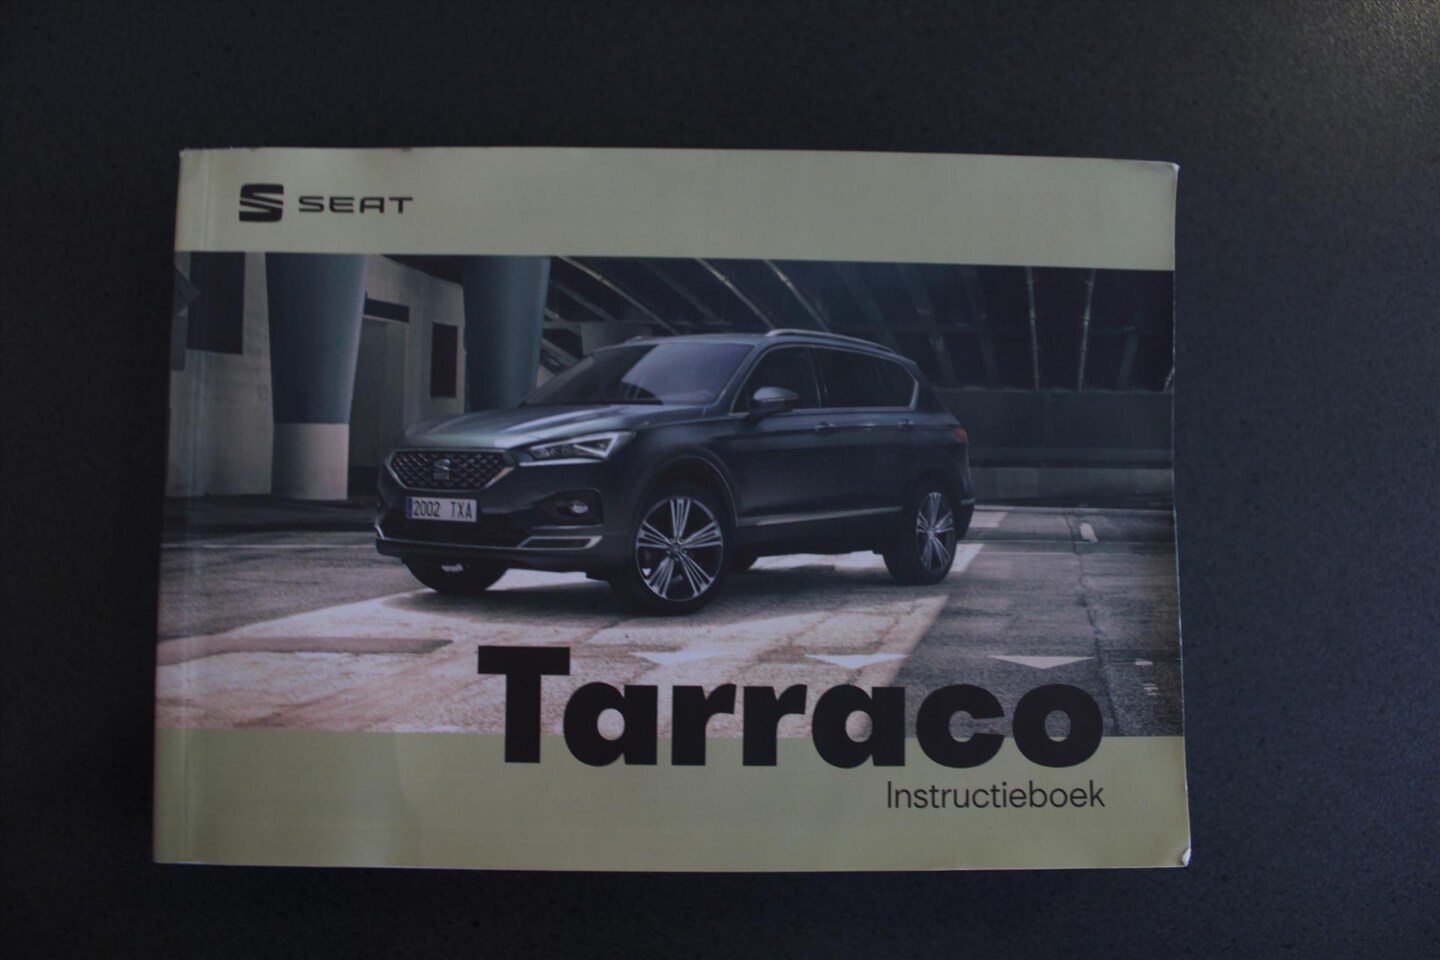 SEAT
2002 TXA
Tarraco
Instructieboek